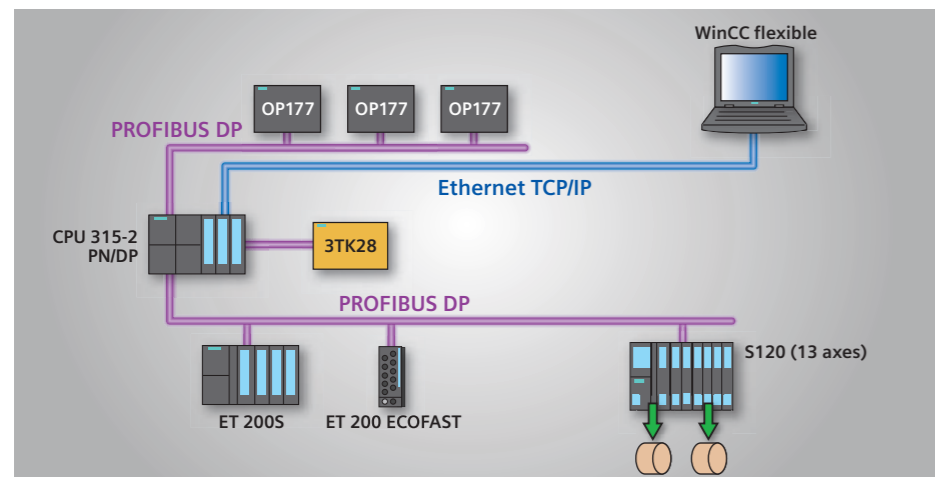 WinCC flexible
OP177
OP177
OP177
PROFIBUS DP
Ethernet TCP/IP
CPU 315-2
PN/DP
3TK28
PROFIBUS DP
S120 (13 axes)
ET 200S
ET 200 ECOFAST